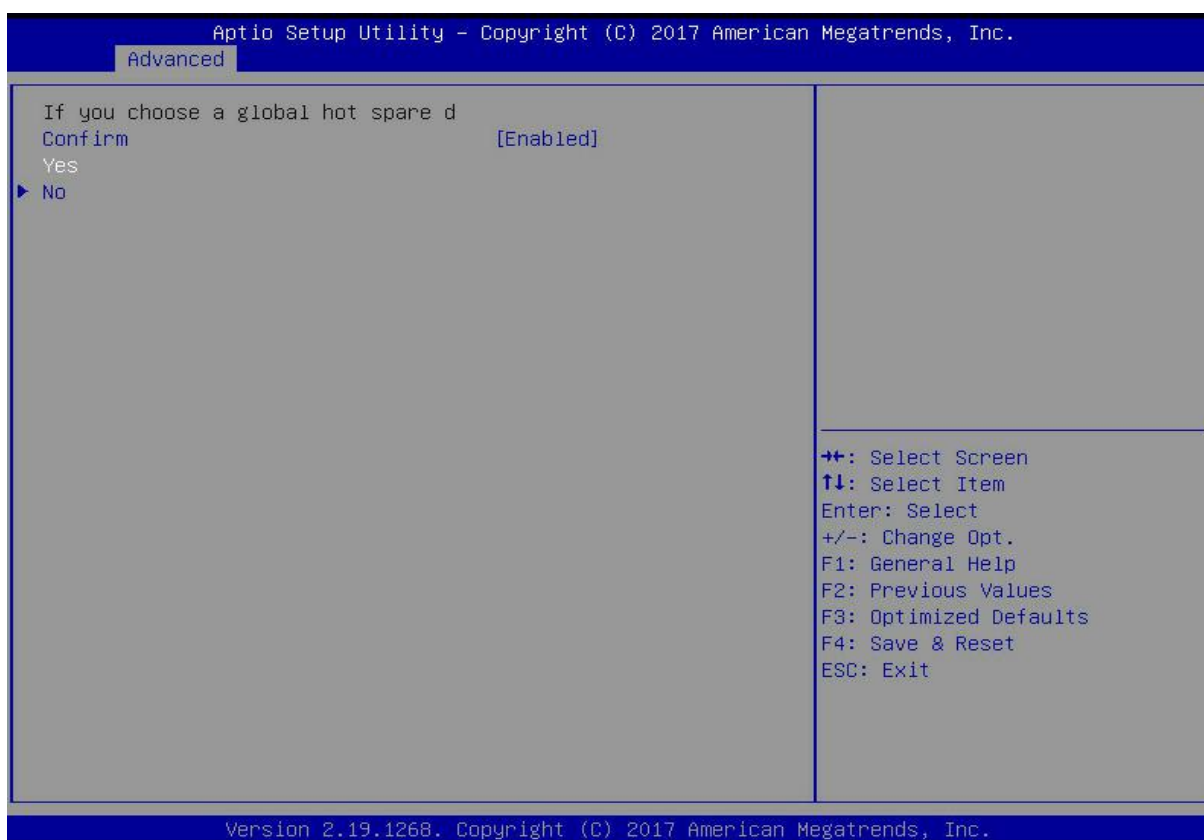 Aptio Setup Utility – Copyright (C) 2017 American Megatrends, Inc.
Advanced
If you choose a global hot spare d
Confirm [Enabled]
Yes
▶ No
→←: Select Screen
↑↓: Select Item
Enter: Select
+/-: Change Opt.
F1: General Help
F2: Previous Values
F3: Optimized Defaults
F4: Save & Reset
ESC: Exit
Version 2.19.1268. Copyright (C) 2017 American Megatrends, Inc.